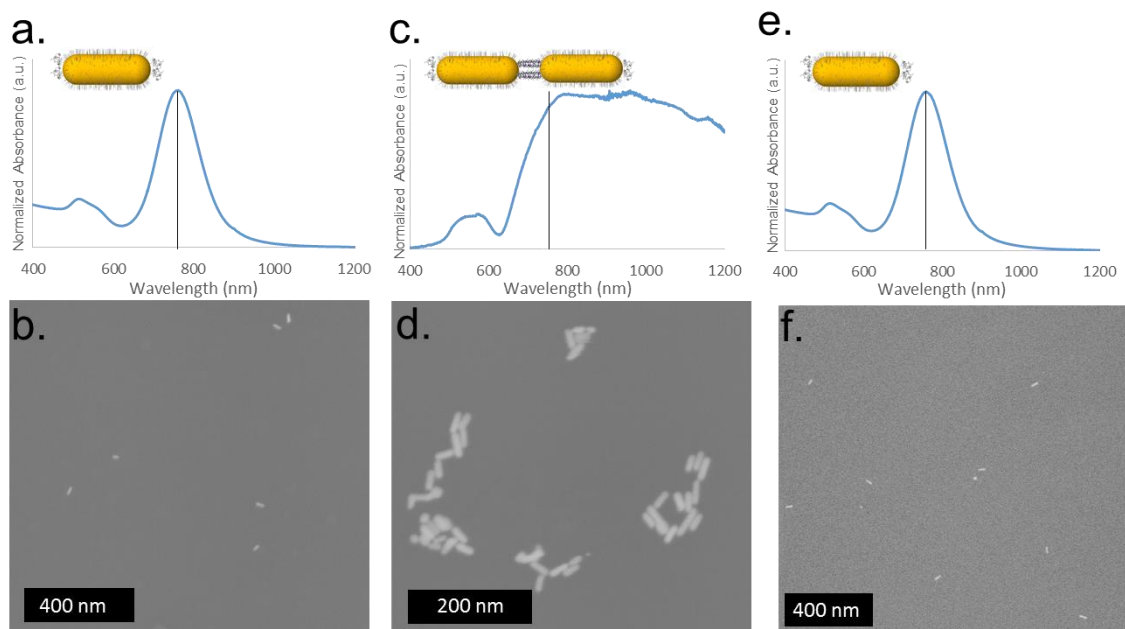 a.
Normalized Absorbance (a.u.)
400 600 800 1000 1200
Wavelength (nm)
c.
Normalized Absorbance (a.u.)
400 600 800 1000 1200
Wavelength (nm)
e.
Normalized Absorbance (a.u.)
400 600 800 1000 1200
Wavelength (nm)
b.
400 nm
d.
200 nm
f.
400 nm